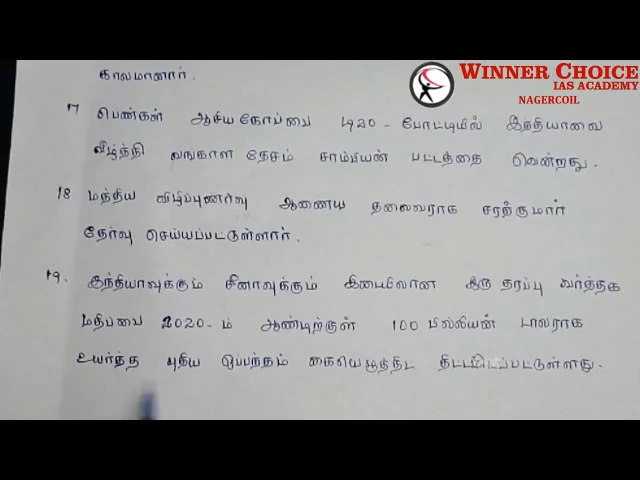 காலமானார்.
WINNER CHOICE
IAS ACADEMY
NAGERCOIL
17 பெண்கள் ஆசிய கோப்பை டி20 - போட்டியில் இந்தியாவை
வீழ்த்தி வங்காள தேசம் சாம்பியன் பட்டத்தை வென்றது.
18 மத்திய விழிப்புணர்வு ஆணைய தலைவராக சரத்குமார்
தேர்வு செய்யப்பட்டுள்ளார்.
19. இந்தியாவுக்கும் சீனாவுக்கும் இடையிலான இரு தரப்பு வர்த்தக
மதிப்பை 2020-ம் ஆண்டிற்குள் 100 பில்லியன் டாலராக
உயர்த்த புதிய ஒப்பந்தம் கையெழுத்திட திட்டமிடப்பட்டுள்ளது.